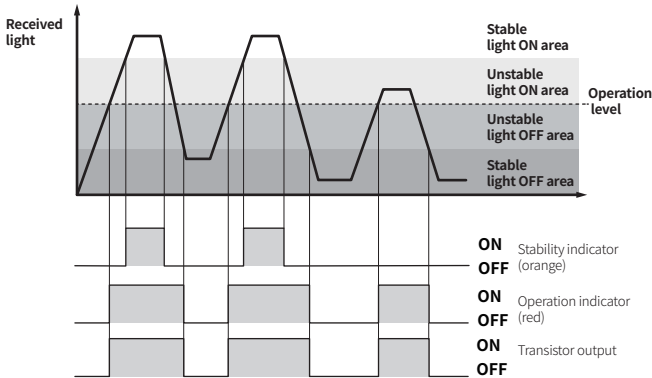 Received
light
Stable
light ON area
Unstable
light ON area
Operation
level
Unstable
light OFF area
Stable
light OFF area
ON
OFF
Stability indicator
(orange)
ON
OFF
Operation indicator
(red)
ON
OFF
Transistor output